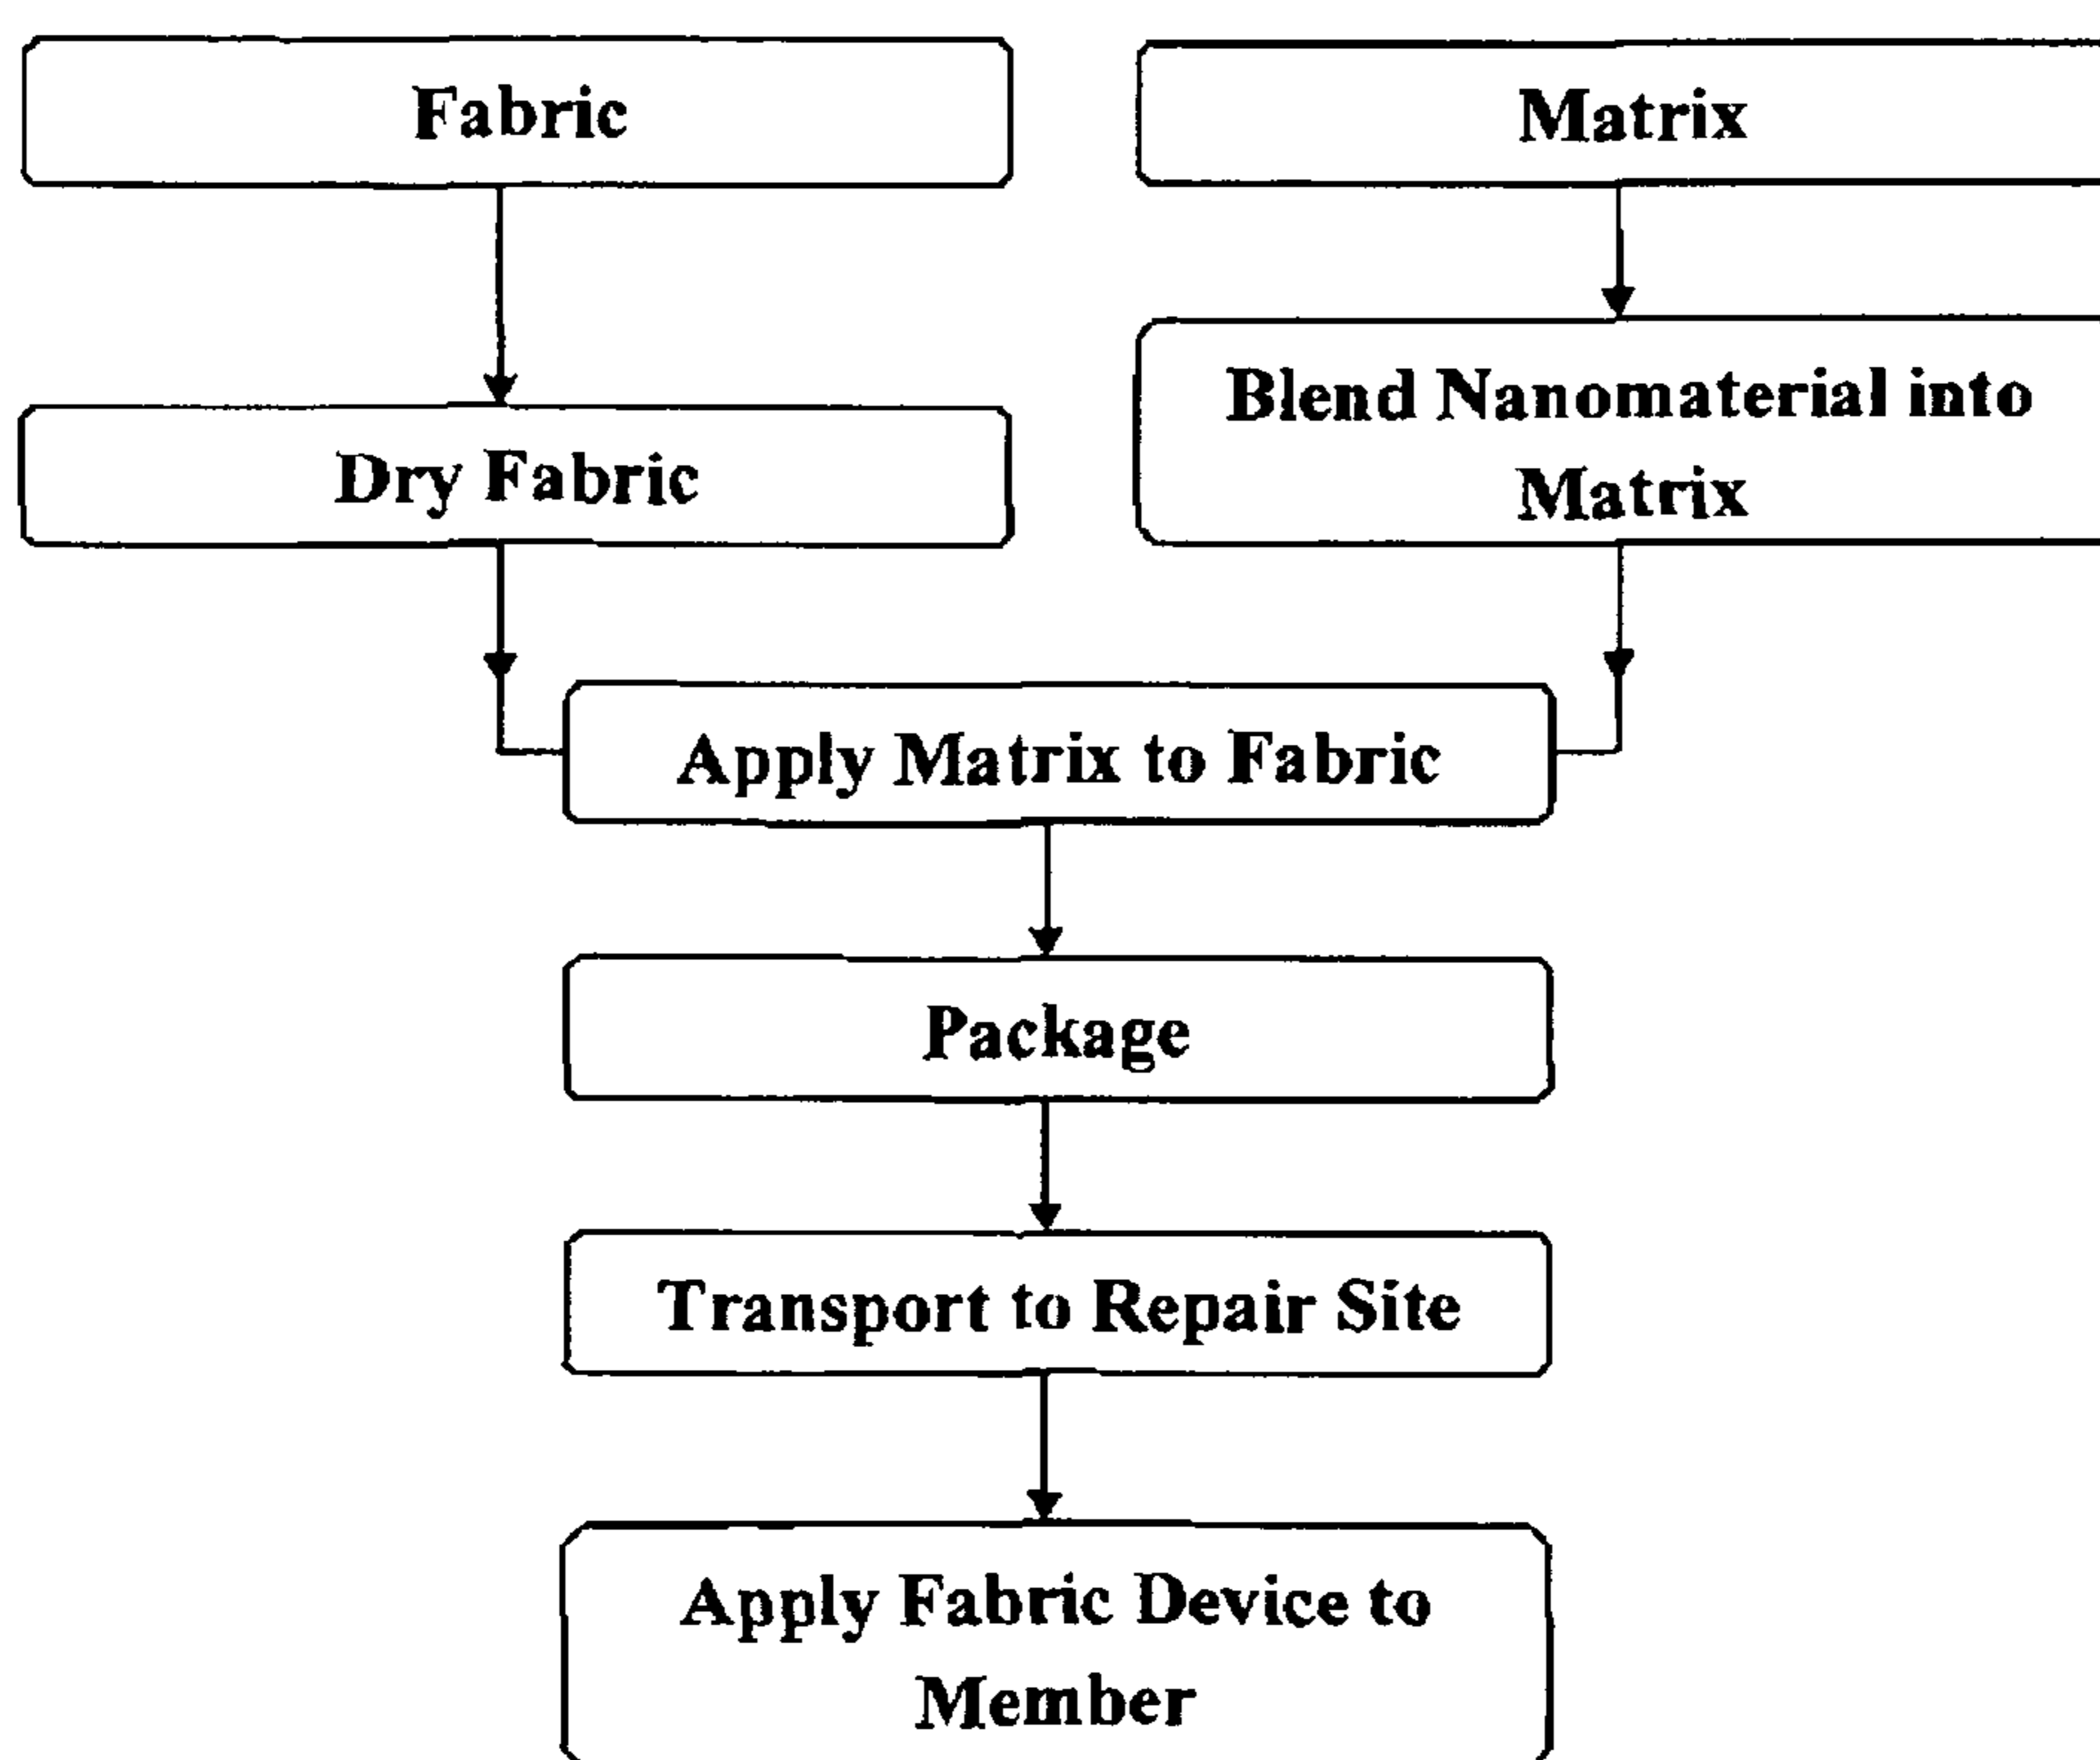 Fabric
Matrix
Dry Fabric
Blend Nanomaterial into
Matrix
Apply Matrix to Fabric
Package
Transport to Repair Site
Apply Fabric Device to
Member